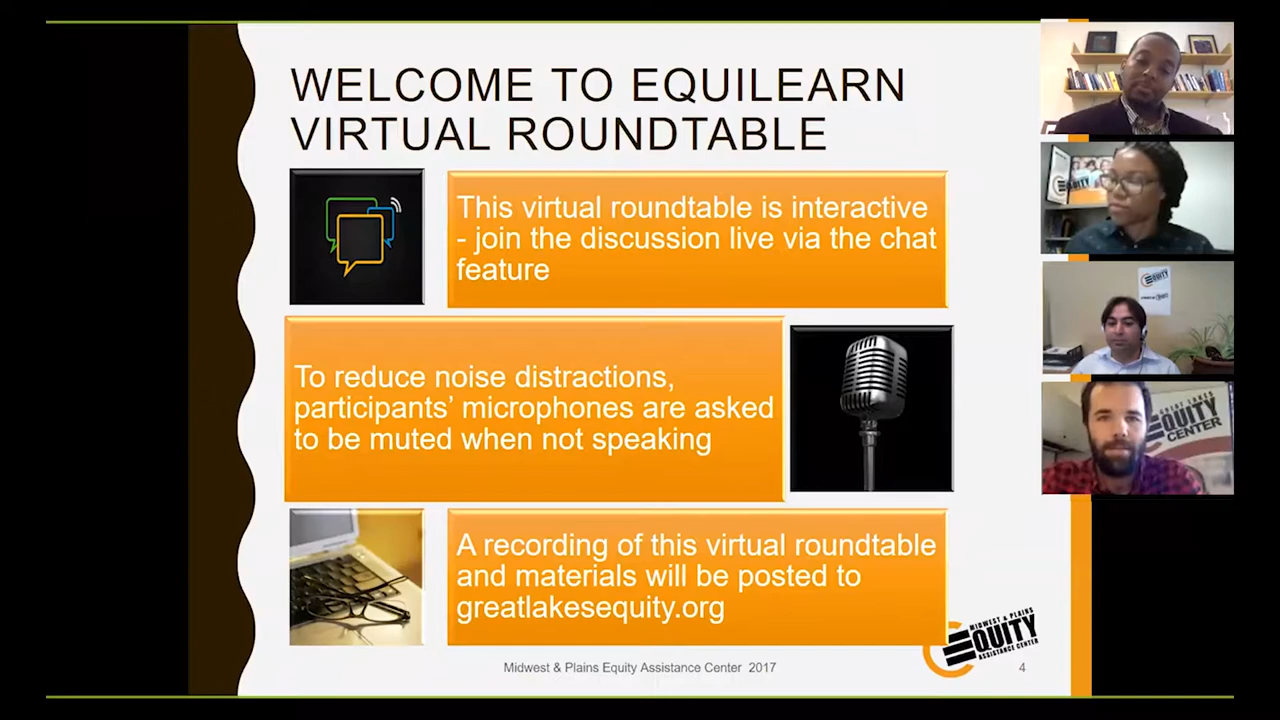 WELCOME TO EQUILEARN
VIRTUAL ROUNDTABLE
This virtual roundtable is interactive
- join the discussion live via the chat
feature
To reduce noise distractions,
participants’ microphones are asked
to be muted when not speaking
A recording of this virtual roundtable
and materials will be posted to
greatlakesequity.org
MIDWEST & PLAINS
EQUITY
ASSISTANCE CENTER
Midwest & Plains Equity Assistance Center 2017
4
EQUITY
EQUITY
GREAT LAKES
EQUITY
CENTER